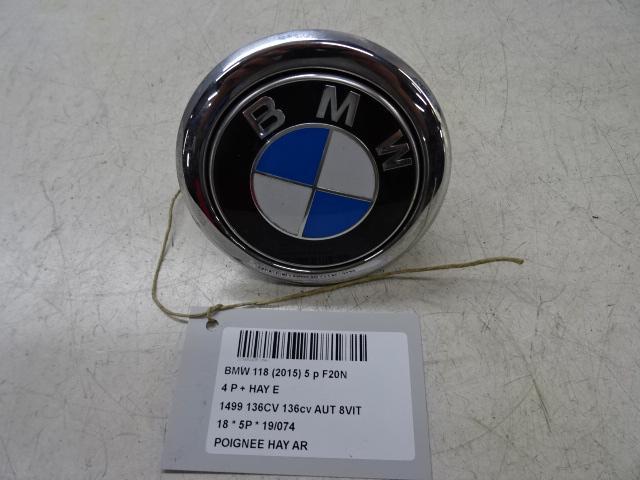 BMW
BMW 118 (2015) 5 p F20N
4 P + HAY E
1499 136CV 136cv AUT 8VIT
18 * 5P * 19/074
POIGNEE HAY AR